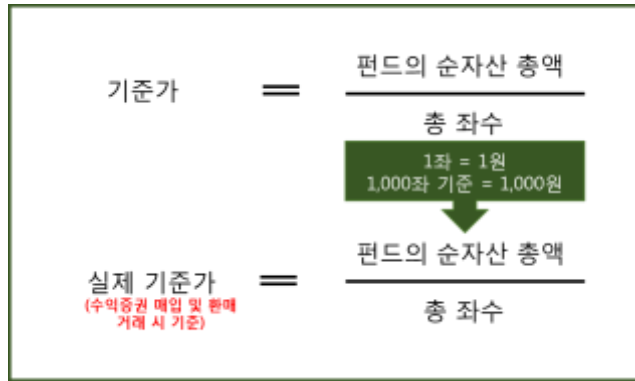 펀드의 순자산 총액
기준가 =
총 좌수
1좌 = 1원
1,000좌 기준 = 1,000원
펀드의 순자산 총액
실제 기준가 =
(수익증권 매입 및 환매
거래 시 기준)
총 좌수